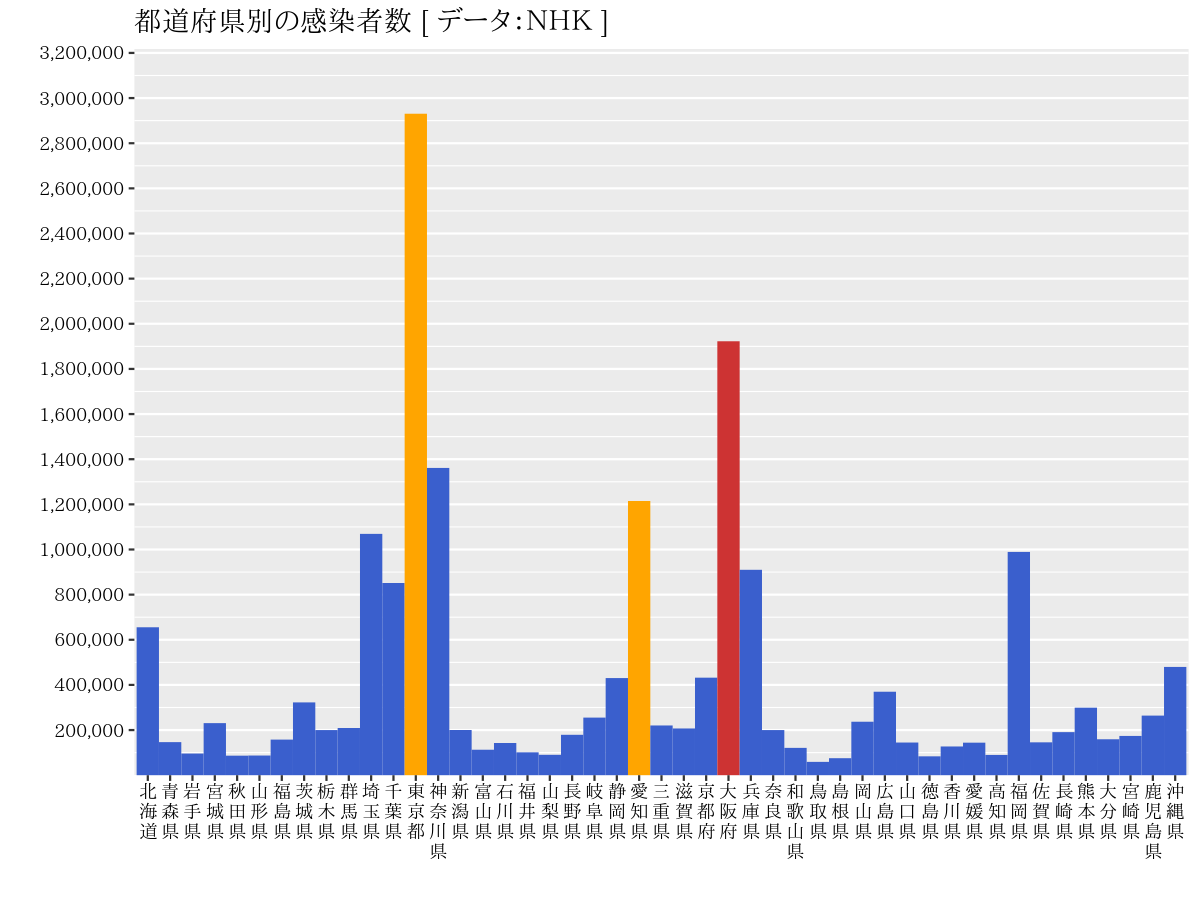 都道府県別の感染者数 [ データ：NHK ]
3,200,000
3,000,000
2,800,000
2,600,000
2,400,000
2,200,000
2,000,000
1,800,000
1,600,000
1,400,000
1,200,000
1,000,000
800,000
600,000
400,000
200,000
北海道
青森県
岩手県
宮城県
秋田県
山形県
福島県
茨城県
栃木県
群馬県
埼玉県
千葉県
東京都
神奈川県
新潟県
富山県
石川県
福井県
山梨県
長野県
岐阜県
静岡県
愛知県
三重県
滋賀県
京都府
大阪府
兵庫県
奈良県
和歌山県
鳥取県
島根県
岡山県
広島県
山口県
徳島県
香川県
愛媛県
高知県
福岡県
佐賀県
長崎県
熊本県
大分県
宮崎県
鹿児島県
沖縄県